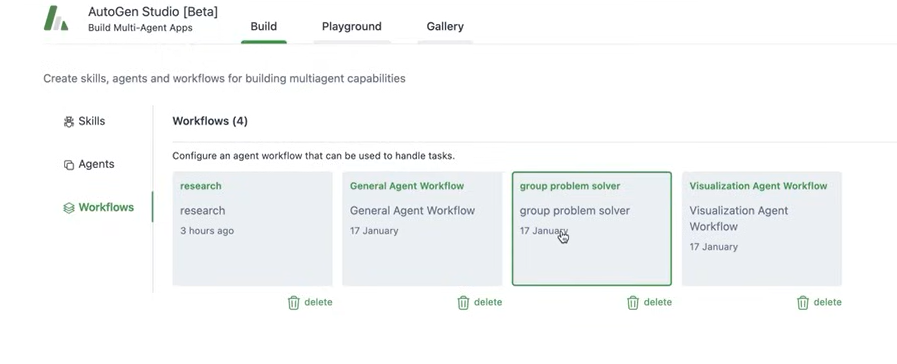 AutoGen Studio [Beta]
Build Multi-Agent Apps
Build
Playground
Gallery
Create skills, agents and workflows for building multiagent capabilities
Skills
Agents
Workflows
Workflows (4)
Configure an agent workflow that can be used to handle tasks.
research
research
3 hours ago
delete
General Agent Workflow
General Agent Workflow
17 January
delete
group problem solver
group problem solver
17 January
delete
Visualization Agent Workflow
Visualization Agent
Workflow
17 January
delete